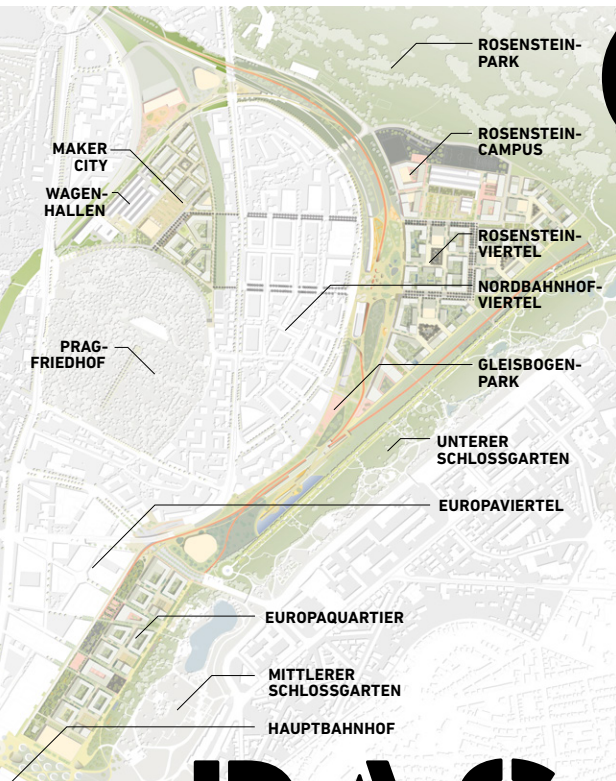 ROSENSTEIN-
PARK
ROSENSTEIN-
CAMPUS
MAKER
CITY
WAGEN-
HALLEN
ROSENSTEIN-
VIERTEL
NORDBAHNHOF-
VIERTEL
PRAG-
FRIEDHOF
GLEISBOGEN-
PARK
UNTERER
SCHLOSSGARTEN
EUROPAVIERTEL
EUROPAQUARTIER
MITTLERER
SCHLOSSGARTEN
HAUPTBAHNHOF